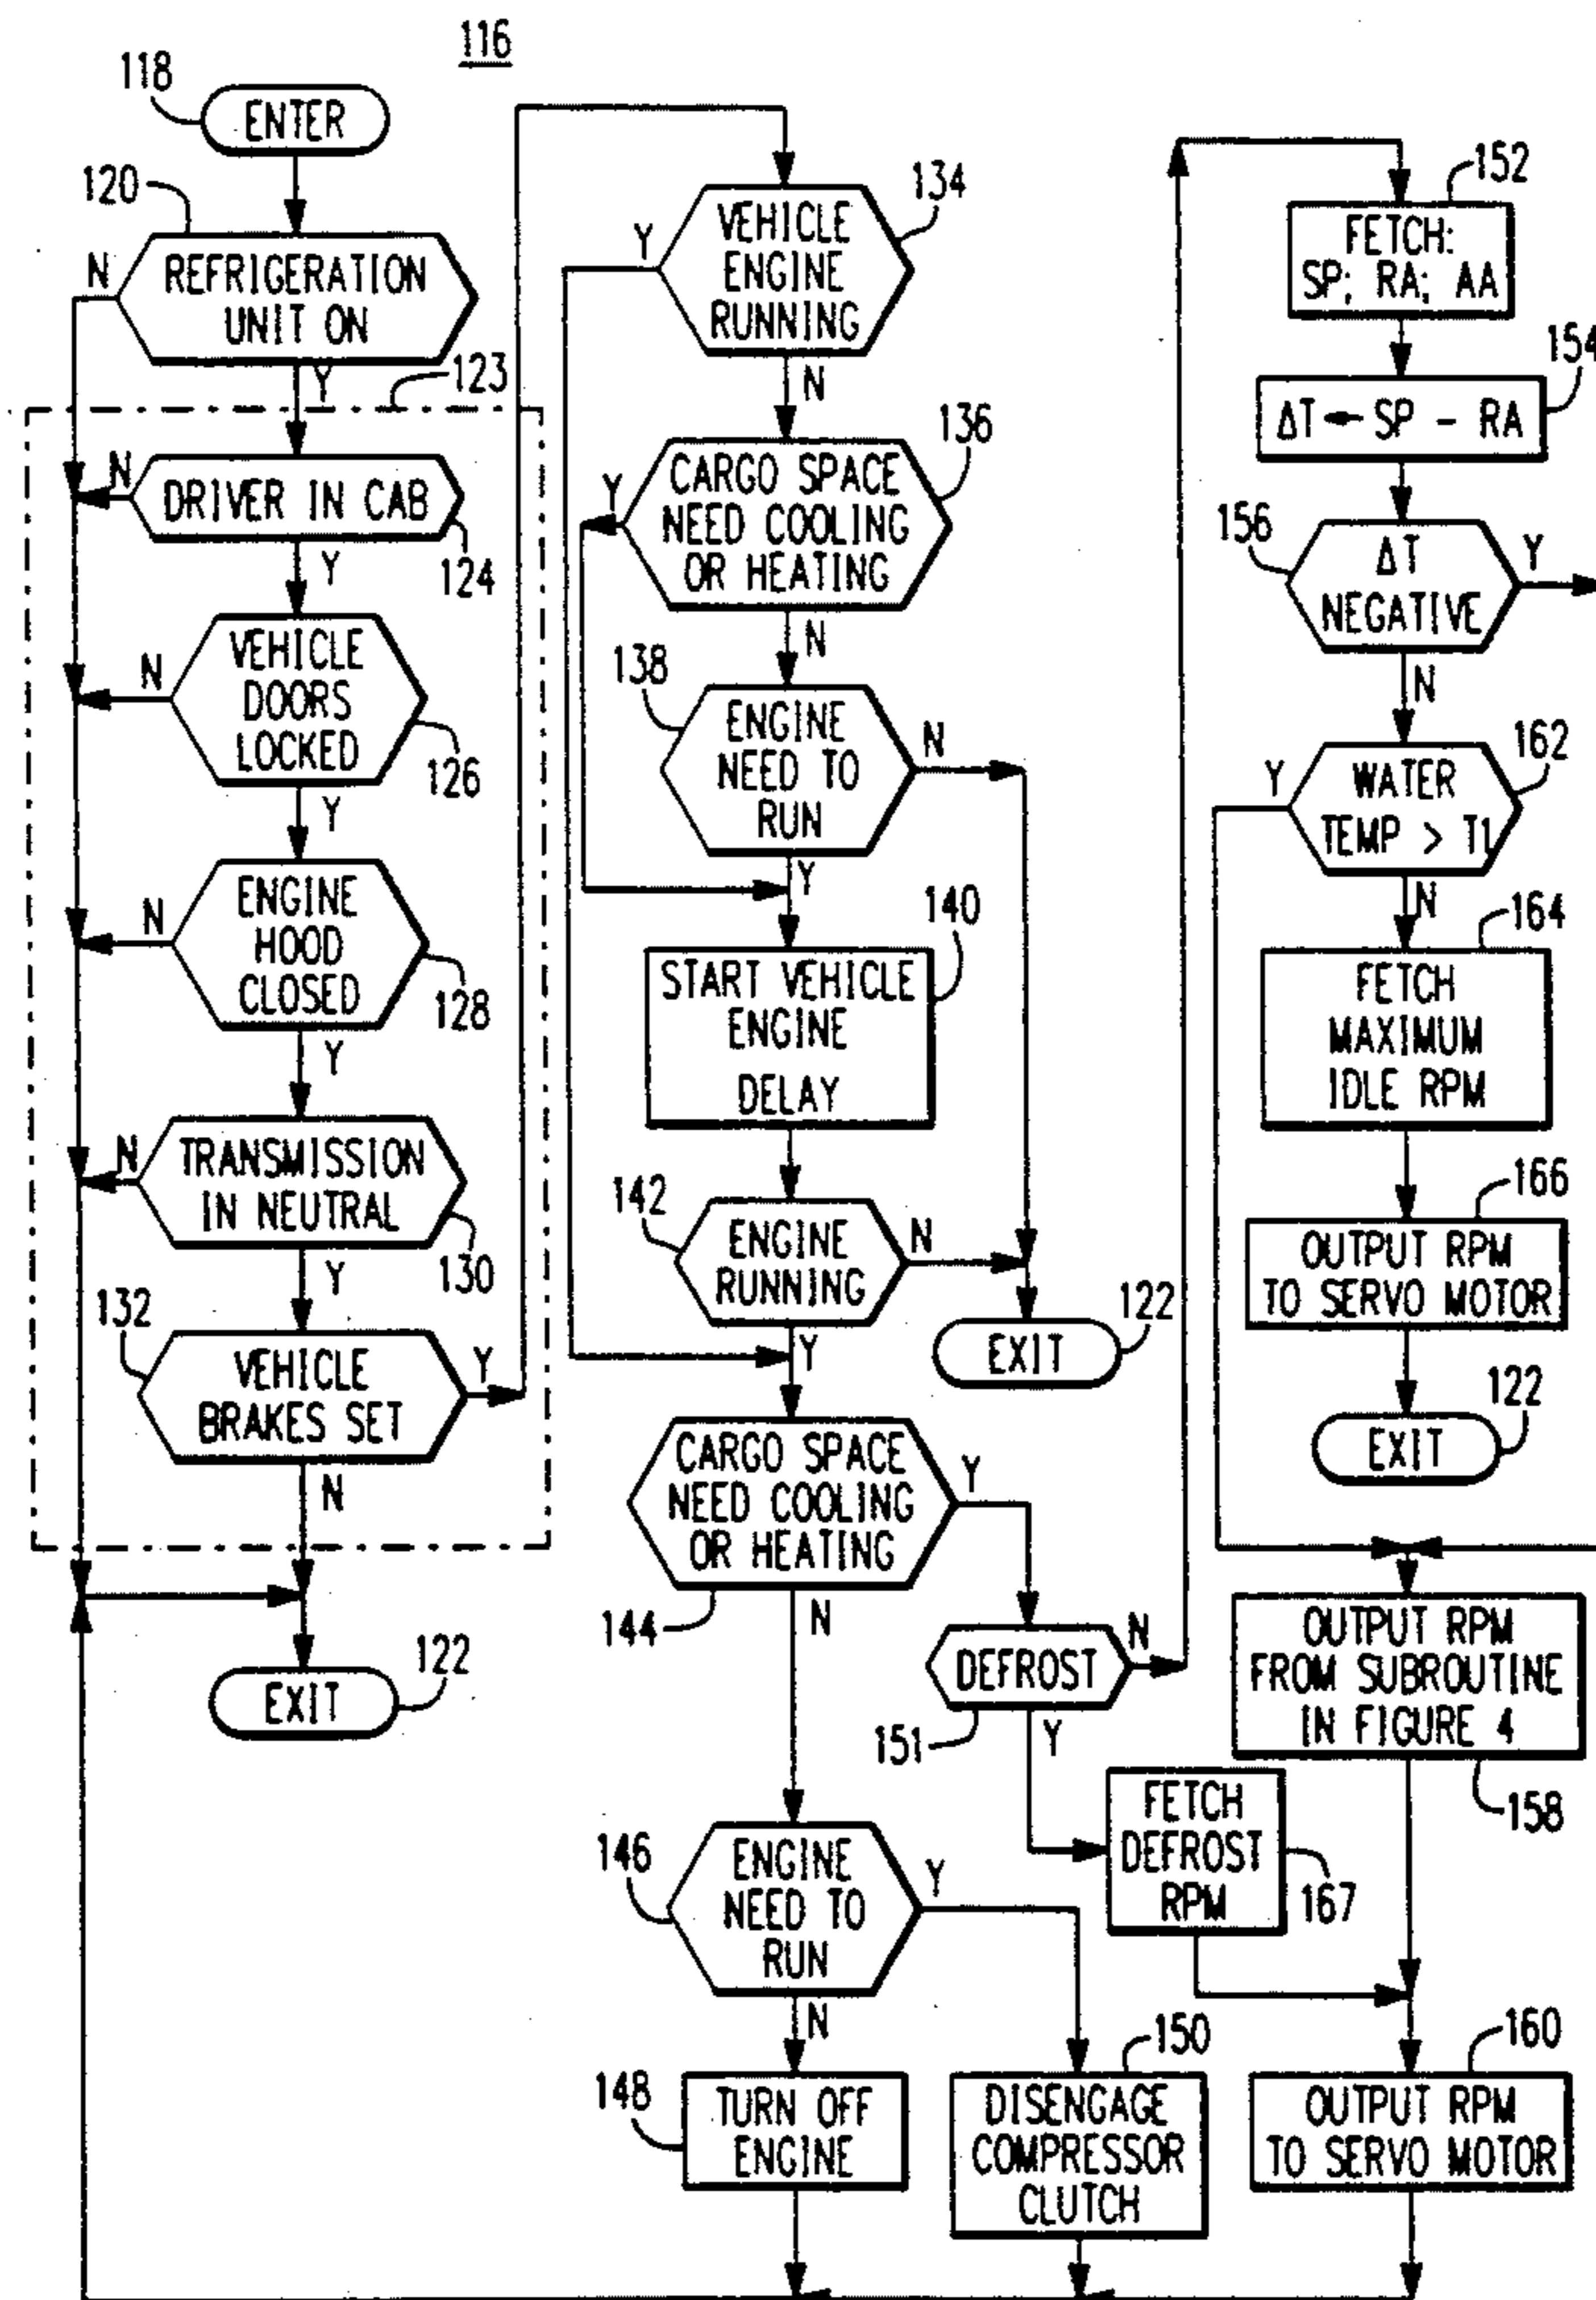 116
118
ENTER
120
N
REFRIGERATION
UNIT ON
Y
123
N
DRIVER IN CAB
124
Y
N
VEHICLE
DOORS
LOCKED
126
Y
N
ENGINE
HOOD
CLOSED
128
Y
N
TRANSMISSION
IN NEUTRAL
130
Y
132
VEHICLE
BRAKES SET
Y
N
EXIT
122
134
Y
VEHICLE
ENGINE
RUNNING
N
136
Y
CARGO SPACE
NEED COOLING
OR HEATING
N
138
ENGINE
NEED TO
RUN
N
Y
140
START VEHICLE
ENGINE
DELAY
142
ENGINE
RUNNING
N
Y
EXIT
122
CARGO SPACE
NEED COOLING
OR HEATING
Y
144
N
DEFROST
N
151
Y
146
ENGINE
NEED TO
RUN
Y
N
FETCH
DEFROST
RPM
167
148
TURN OFF
ENGINE
150
DISENGAGE
COMPRESSOR
CLUTCH
152
FETCH:
SP; RA; AA
154
ΔT ← SP - RA
156
ΔT
NEGATIVE
Y
N
162
Y
WATER
TEMP > T1
N
164
FETCH
MAXIMUM
IDLE RPM
166
OUTPUT RPM
TO SERVO MOTOR
EXIT
122
OUTPUT RPM
FROM SUBROUTINE
IN FIGURE 4
158
160
OUTPUT RPM
TO SERVO MOTOR